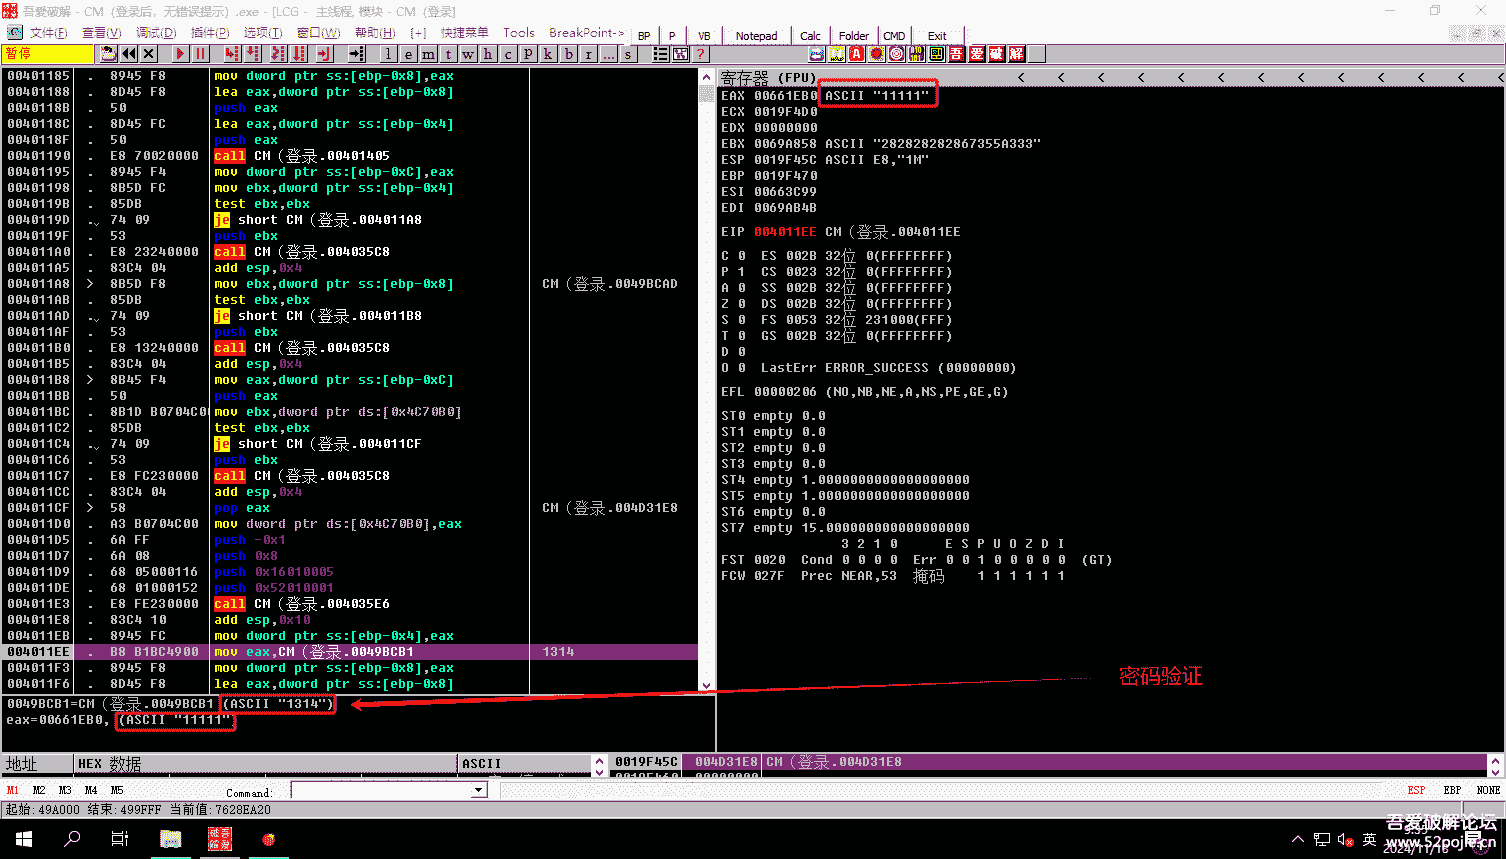 吾爱破解 - CM（登录后，无错误提示）.exe - [LCG - 主线程, 模块 - CM（登录]
文件(F) 查看(V) 调试(D) 插件(P) 选项(T) 窗口(W) 帮助(H) [+] 快捷菜单 Tools BreakPoint-> BP P VB Notepad Calc Folder CMD Exit
暂停 l e m t w h c P k b r ... s ?
00401185 . 8945 F8 mov dword ptr ss:[ebp-0x8],eax
00401188 . 8D45 F8 lea eax,dword ptr ss:[ebp-0x8]
0040118B . 50 push eax
0040118C . 8D45 FC lea eax,dword ptr ss:[ebp-0x4]
0040118F . 50 push eax
00401190 . E8 70020000 call CM（登录.00401405
00401195 . 8945 F4 mov dword ptr ss:[ebp-0xC],eax
00401198 . 8B5D FC mov ebx,dword ptr ss:[ebp-0x4]
0040119B . 85DB test ebx,ebx
0040119D .. 74 09 je short CM（登录.004011A8
0040119F . 53 push ebx
004011A0 . E8 23240000 call CM（登录.004035C8
004011A5 . 83C4 04 add esp,0x4
004011A8 > 8B5D F8 mov ebx,dword ptr ss:[ebp-0x8] CM（登录.0049BCAD
004011AB . 85DB test ebx,ebx
004011AD .. 74 09 je short CM（登录.004011B8
004011AF . 53 push ebx
004011B0 . E8 13240000 call CM（登录.004035C8
004011B5 . 83C4 04 add esp,0x4
004011B8 > 8B45 F4 mov eax,dword ptr ss:[ebp-0xC]
004011BB . 50 push eax
004011BC . 8B1D B0704C00 mov ebx,dword ptr ds:[0x4C70B0]
004011C2 . 85DB test ebx,ebx
004011C4 .. 74 09 je short CM（登录.004011CF
004011C6 . 53 push ebx
004011C7 . E8 FC230000 call CM（登录.004035C8
004011CC . 83C4 04 add esp,0x4
004011CF > 58 pop eax CM（登录.004D31E8
004011D0 . A3 B0704C00 mov dword ptr ds:[0x4C70B0],eax
004011D5 . 6A FF push -0x1
004011D7 . 6A 08 push 0x8
004011D9 . 68 05000116 push 0x16010005
004011DE . 68 01000152 push 0x52010001
004011E3 . E8 FE230000 call CM（登录.004035E6
004011E8 . 83C4 10 add esp,0x10
004011EB . 8945 FC mov dword ptr ss:[ebp-0x4],eax
004011EE . B8 B1BC4900 mov eax,CM（登录.0049BCB1 1314
004011F3 . 8945 F8 mov dword ptr ss:[ebp-0x8],eax
004011F6 . 8D45 F8 lea eax,dword ptr ss:[ebp-0x8]
0049BCB1=CM（登录.0049BCB1 (ASCII "1314")
eax=00661EB0, (ASCII "11111")
寄存器 (FPU) < < < < < < < < < < < < <
EAX 00661EB0 ASCII "11111"
ECX 0019F4D0
EDX 00000000
EBX 0069A858 ASCII "282828282867355A333"
ESP 0019F45C ASCII E8,"1M"
EBP 0019F470
ESI 00663C99
EDI 0069AB4B
EIP 004011EE CM（登录.004011EE
C 0 ES 002B 32位 0(FFFFFFFF)
P 1 CS 0023 32位 0(FFFFFFFF)
A 0 SS 002B 32位 0(FFFFFFFF)
Z 0 DS 002B 32位 0(FFFFFFFF)
S 0 FS 0053 32位 231000(FFF)
T 0 GS 002B 32位 0(FFFFFFFF)
D 0
O 0 LastErr ERROR_SUCCESS (00000000)
EFL 00000206 (NO,NB,NE,A,NS,PE,GE,G)
ST0 empty 0.0
ST1 empty 0.0
ST2 empty 0.0
ST3 empty 0.0
ST4 empty 1.0000000000000000000
ST5 empty 1.0000000000000000000
ST6 empty 0.0
ST7 empty 15.000000000000000000
3 2 1 0 E S P U O Z D I
FST 0020 Cond 0 0 0 0 Err 0 0 1 0 0 0 0 0 (GT)
FCW 027F Prec NEAR,53 掩码 1 1 1 1 1 1
密码验证
地址 HEX 数据 ASCII
0019F45C 004D31E8 CM（登录.004D31E8
M1 M2 M3 M4 M5 Command: ESP EBP NONE
起始:49A000 结束:499FFF 当前值:7628EA20
英
2024/11/16
吾爱破解论坛
www.52pojie.cn